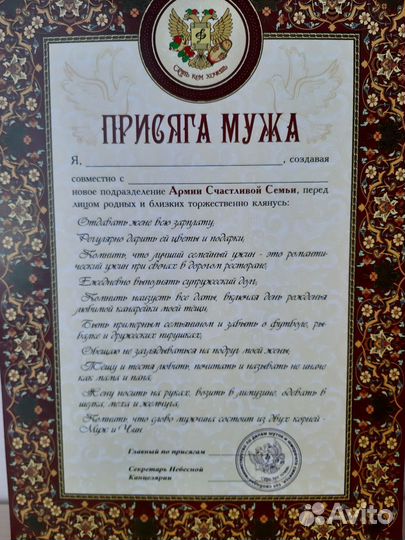 Стать кем хочешь
ПРИСЯГА МУЖА
Я, , создавая
совместно с
новое подразделение Армии Счастливой Семьи, перед
лицом родных и близких торжественно клянусь:
Отдавать жене всю зарплату,
Регулярно дарить ей цветы и подарки,
Помнить, что лучший семейный ужин - это романти-
ческий ужин при свечах в дорогом ресторане,
Ежедневно выполнять супружеский долг,
Помнить наизусть все даты, включая день рождения
любимой канарейки моей тещи,
Быть примерным семьянином и забыть о футболе, ры-
балке и дружеских пирушках,
Обещаю не заглядываться на подруг моей жены,
Тещу и тестя любить, почитать и называть не иначе
как мама и папа,
Жену носить на руках, возить в лимузине, одевать в
шелка, меха и жемчуга,
Помнить что слово мужчина состоит из двух корней
Муж и Чин
Главный по присягам
Секретарь Небесной
Канцелярии
Avito